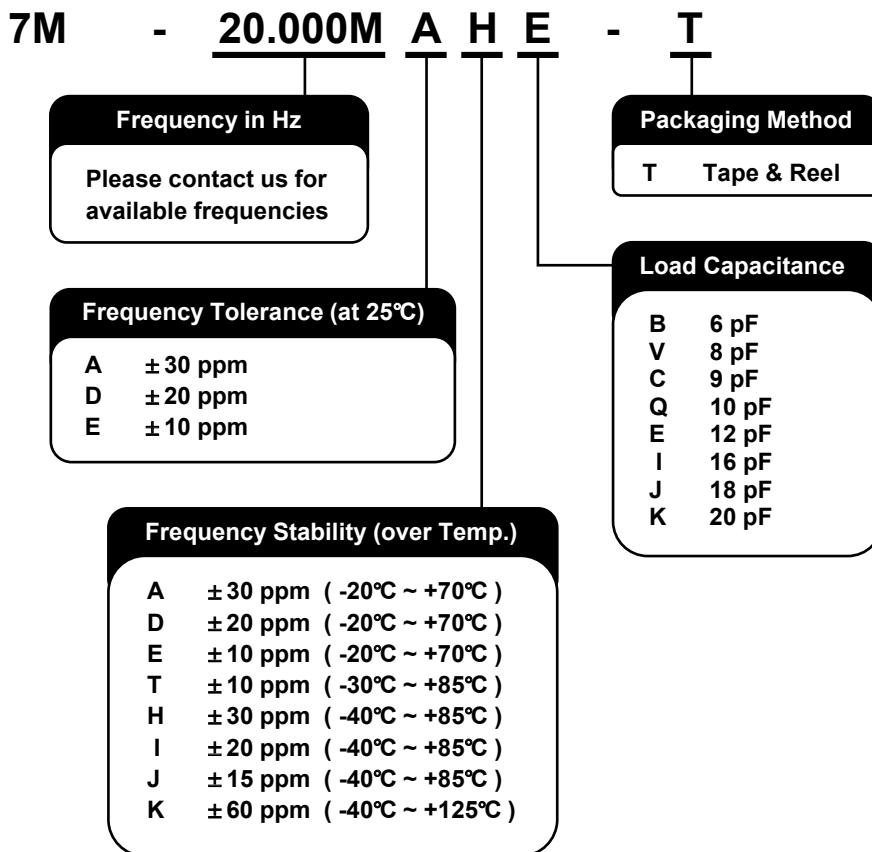 7M - 20.000M A H E - T
Frequency in Hz
Please contact us for
available frequencies
Packaging Method
T Tape & Reel
Load Capacitance
B 6 pF
V 8 pF
C 9 pF
Q 10 pF
E 12 pF
I 16 pF
J 18 pF
K 20 pF
Frequency Tolerance (at 25℃)
A ±30 ppm
D ±20 ppm
E ±10 ppm
Frequency Stability (over Temp.)
A ±30 ppm ( -20℃ ~ +70℃ )
D ±20 ppm ( -20℃ ~ +70℃ )
E ±10 ppm ( -20℃ ~ +70℃ )
T ±10 ppm ( -30℃ ~ +85℃ )
H ±30 ppm ( -40℃ ~ +85℃ )
I ±20 ppm ( -40℃ ~ +85℃ )
J ±15 ppm ( -40℃ ~ +85℃ )
K ±60 ppm ( -40℃ ~ +125℃ )